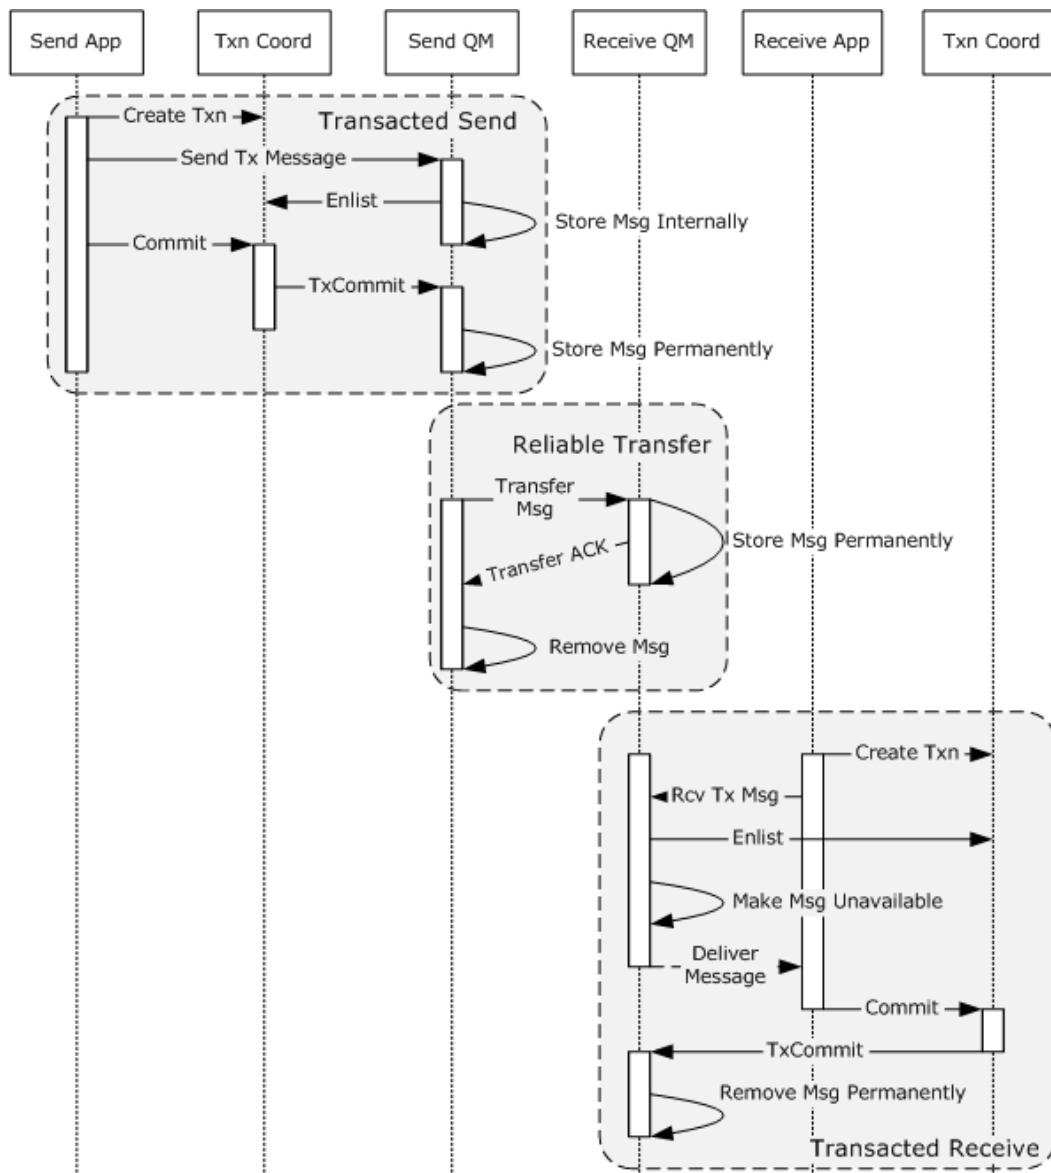 Send App
Txn Coord
Send QM
Receive QM
Receive App
Txn Coord
Create Txn
Transacted Send
Send Tx Message
Enlist
Store Msg Internally
Commit
TxCommit
Store Msg Permanently
Reliable Transfer
Transfer
Msg
Store Msg Permanently
Transfer ACK
Remove Msg
Create Txn
Rcv Tx Msg
Enlist
Make Msg Unavailable
Deliver
Message
Commit
TxCommit
Remove Msg Permanently
Transacted Receive